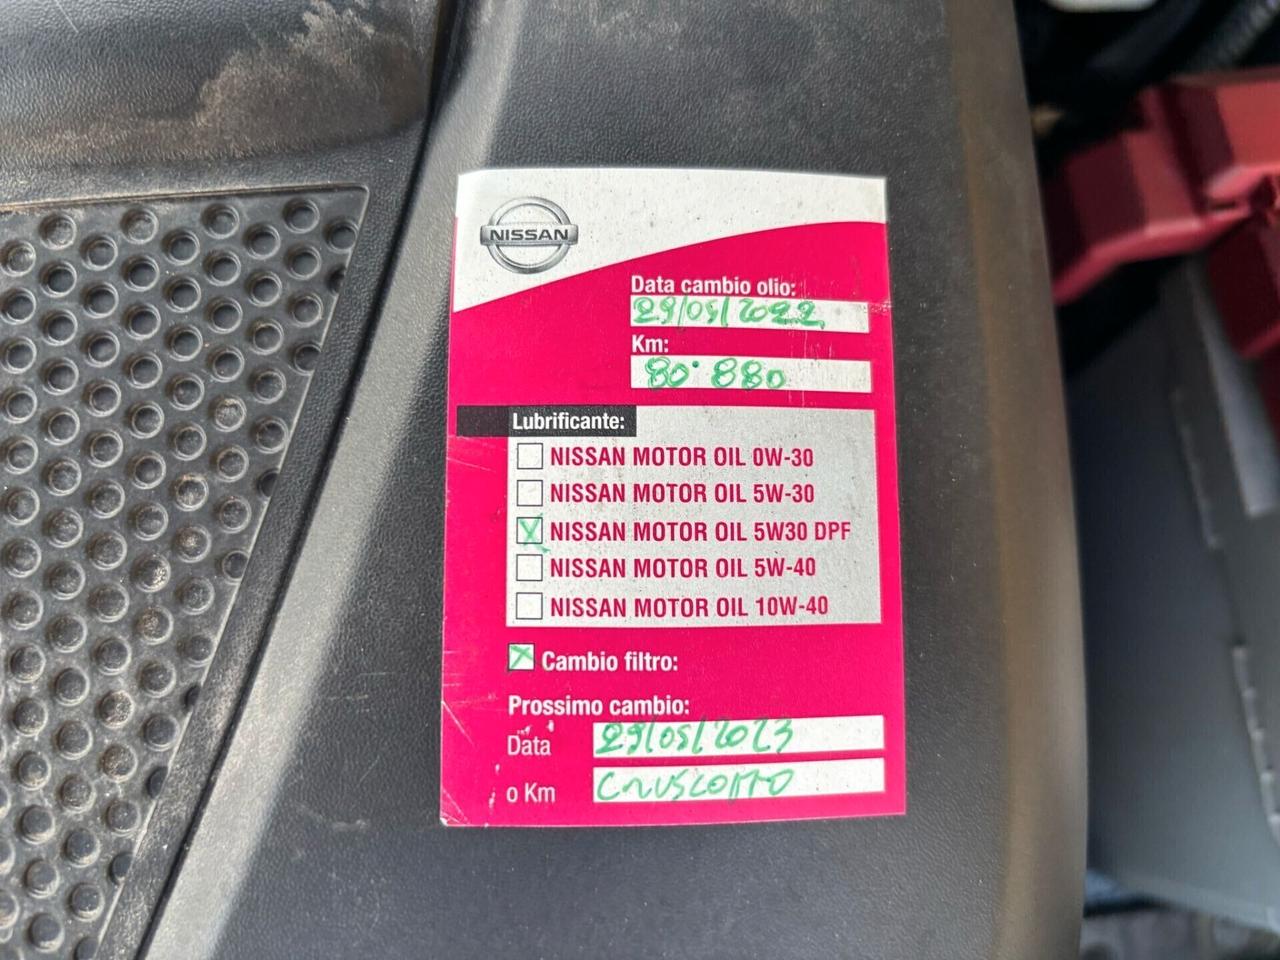 NISSAN
Data cambio olio:
29/05/2022
Km:
80.880
Lubrificante:
NISSAN MOTOR OIL 0W-30
NISSAN MOTOR OIL 5W-30
X NISSAN MOTOR OIL 5W30 DPF
NISSAN MOTOR OIL 5W-40
NISSAN MOTOR OIL 10W-40
X Cambio filtro:
Prossimo cambio:
Data 29/05/2023
o Km CRUSCOTTO